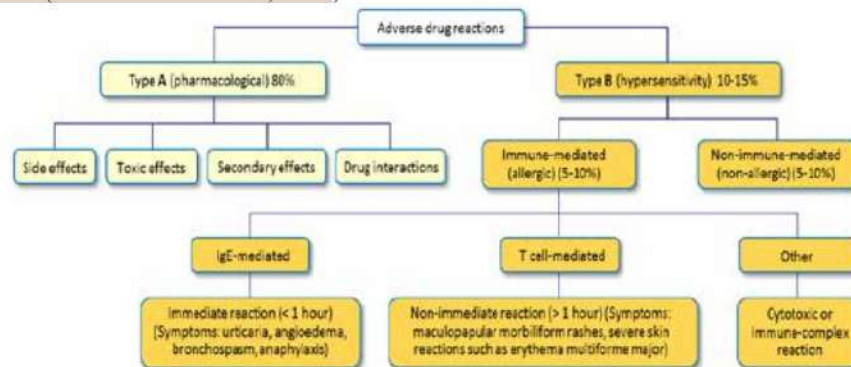 Adverse drug reactions
Type A (pharmacological) 80%
Type B (hypersensitivity) 10-15%
Side effects
Toxic effects
Secondary effects
Drug interactions
Immune-mediated
(allergic) (5-10%)
Non-immune-mediated
(non-allergic) (5-10%)
IgE-mediated
T cell-mediated
Other
Immediate reaction (< 1 hour)
(Symptoms: urticaria, angioedema,
bronchospasm, anaphylaxis)
Non-immediate reaction (> 1 hour) (Symptoms:
maculopapular morbiliform rashes, severe skin
reactions such as erythema multiforme major)
Cytotoxic or
immune-complex
reaction